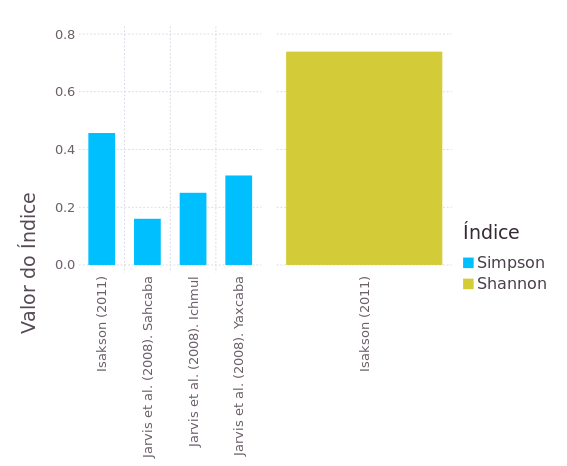 0.8
0.6
0.4
0.2
0.0
Valor do índice
Isakson (2011)
Jarvis et al. (2008). Sahcaba
Jarvis et al. (2008). Ichmul
Jarvis et al. (2008). Yaxcaba
Isakson (2011)
Índice
Simpson
Shannon